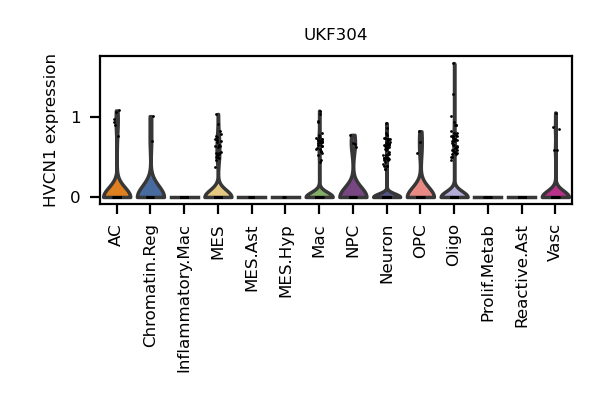 UKF304
HVCN1 expression
1
0
AC
Chromatin.Reg
Inflammatory.Mac
MES
MES.Ast
MES.Hyp
Mac
NPC
Neuron
OPC
Oligo
Prolif.Metab
Reactive.Ast
Vasc